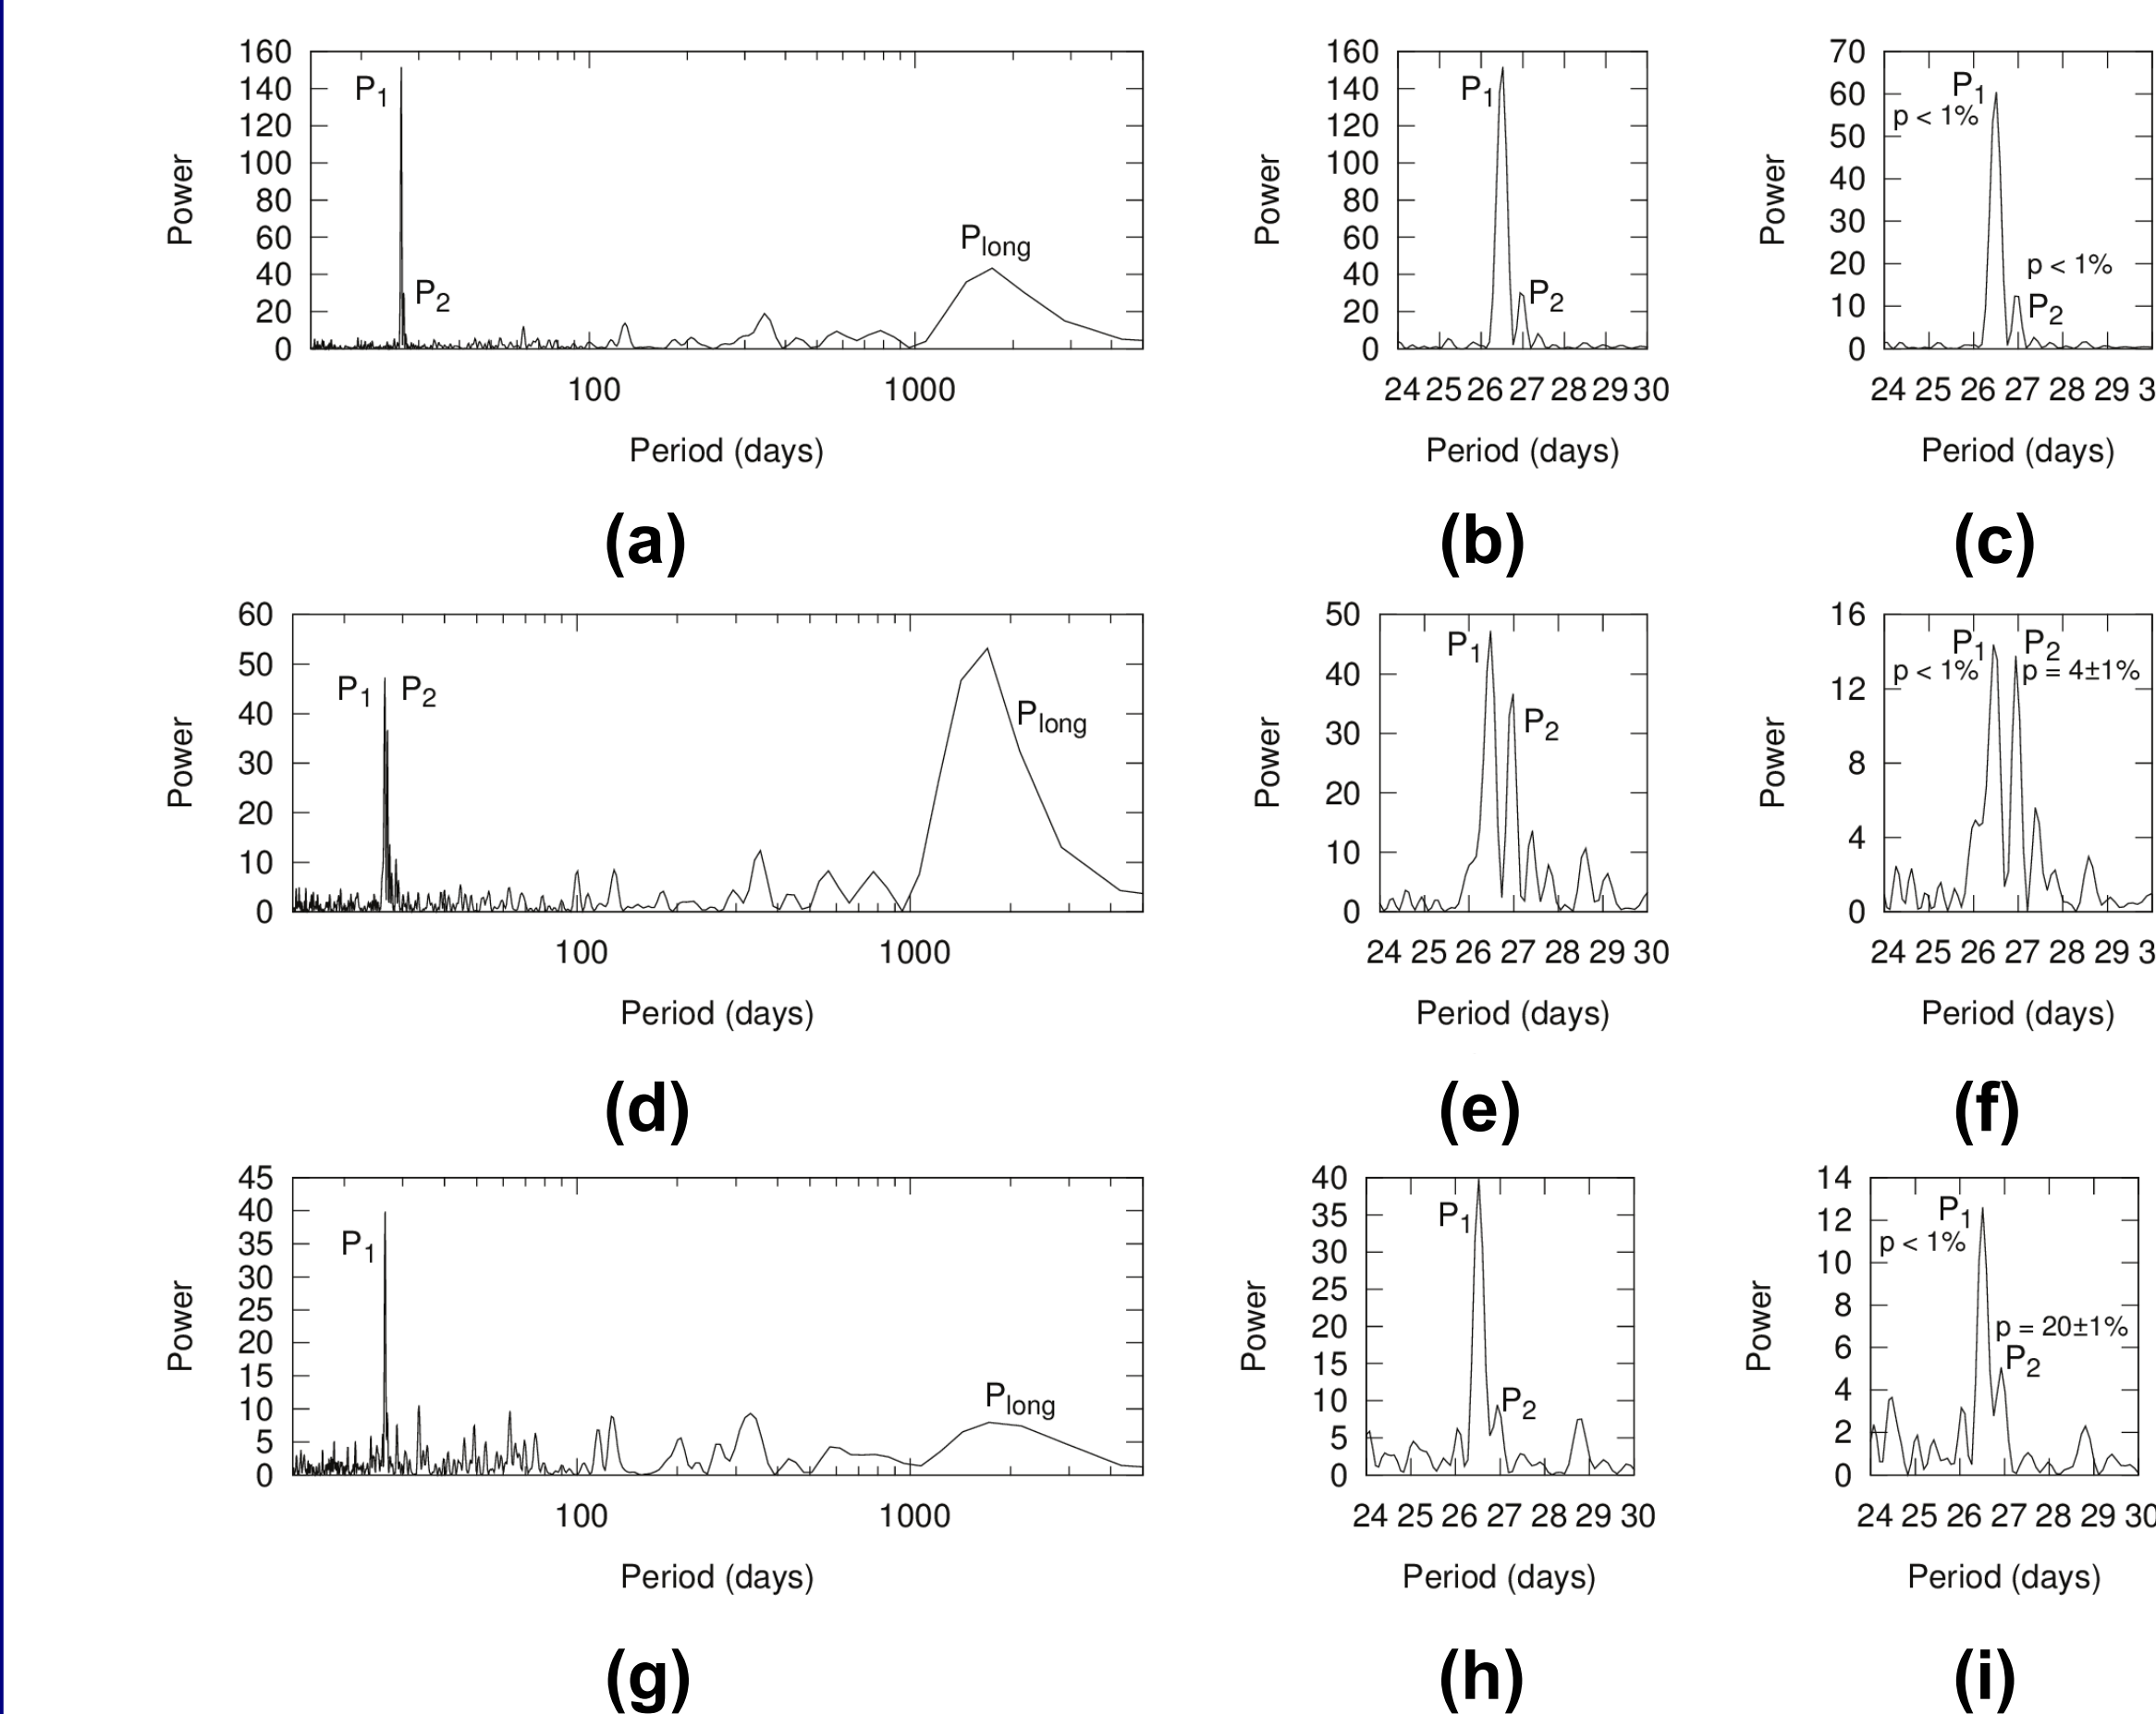 160
140
120
100
80
60
40
20
0
Power
P1
P2
Plong
100 1000
Period (days)
(a)
160
140
120
100
80
60
40
20
0
Power
P1
P2
24 25 26 27 28 29 30
Period (days)
(b)
70
60
50
40
30
20
10
0
Power
P1
p < 1%
p < 1%
P2
24 25 26 27 28 29 3
Period (days)
(c)
60
50
40
30
20
10
0
Power
P1 P2
Plong
100 1000
Period (days)
(d)
50
40
30
20
10
0
Power
P1
P2
24 25 26 27 28 29 30
Period (days)
(e)
16
12
8
4
0
Power
P1 P2
p < 1% p = 4±1%
24 25 26 27 28 29 3
Period (days)
(f)
45
40
35
30
25
20
15
10
5
0
Power
P1
Plong
100 1000
Period (days)
(g)
40
35
30
25
20
15
10
5
0
Power
P1
P2
24 25 26 27 28 29 30
Period (days)
(h)
14
12
10
8
6
4
2
0
Power
P1
p < 1%
p = 20±1%
P2
24 25 26 27 28 29 30
Period (days)
(i)